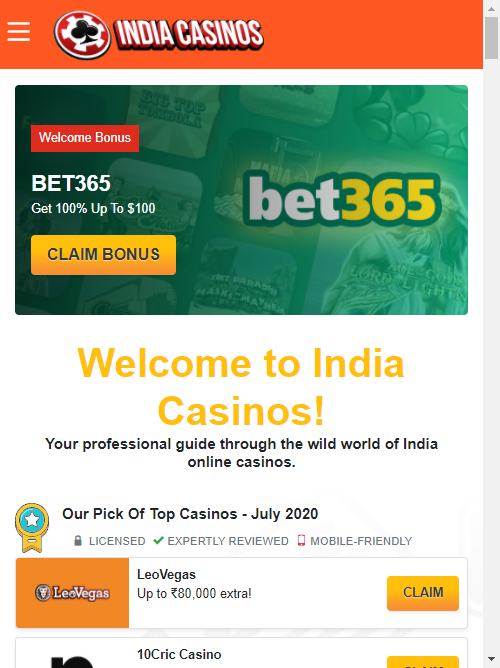 INDIA CASINOS
Welcome Bonus
BET365
Get 100% Up To $100
CLAIM BONUS
bet365
Welcome to India
Casinos!
Your professional guide through the wild world of India
online casinos.
Our Pick Of Top Casinos - July 2020
LICENSED EXPERTLY REVIEWED MOBILE-FRIENDLY
LeoVegas
LeoVegas
Up to ₹80,000 extra!
CLAIM
10Cric Casino